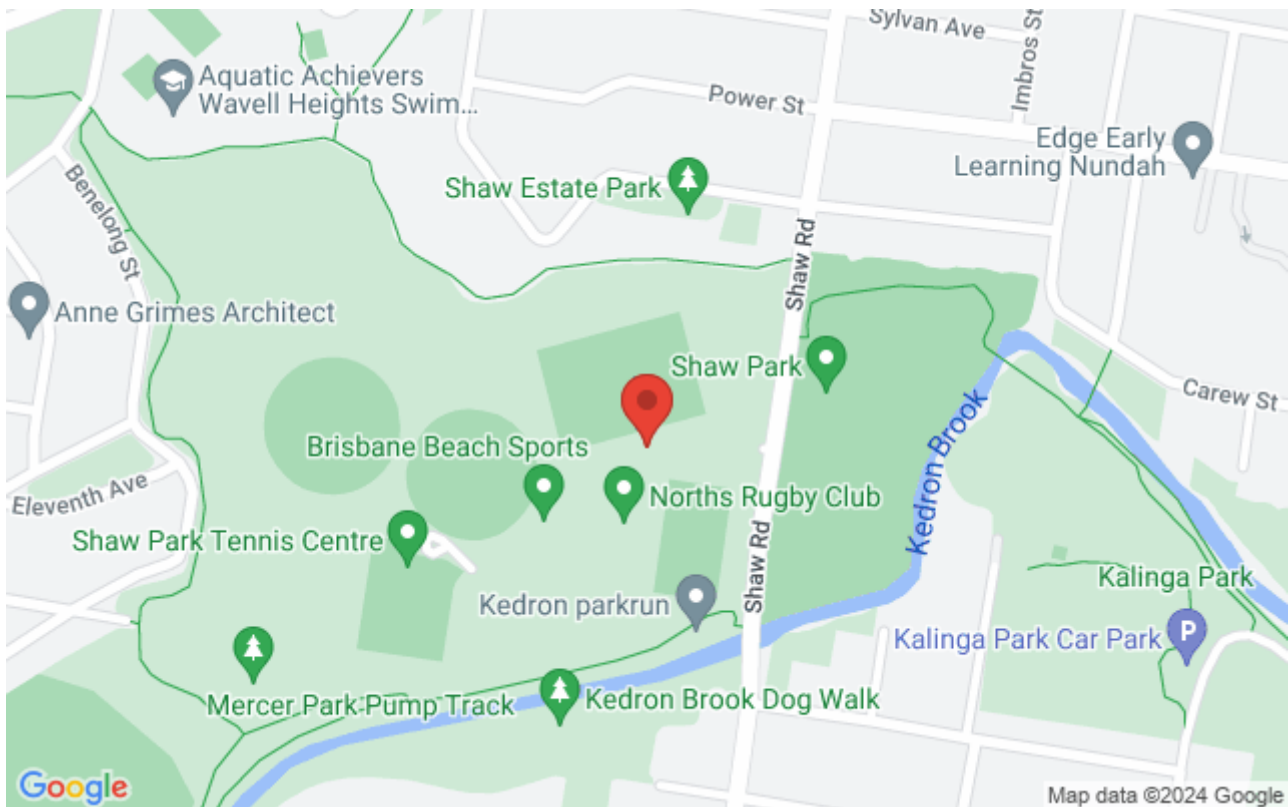 Sylvan Ave
Imbros St
Aquatic Achievers
Wavell Heights Swim...
Power St
Edge Early
Learning Nundah
Benelong St
Shaw Estate Park
Shaw Rd
Anne Grimes Architect
Shaw Park
Carew St
Kedron Brook
Brisbane Beach Sports
Eleventh Ave
Norths Rugby Club
Shaw Park Tennis Centre
Shaw Rd
Kalinga Park
Kedron parkrun
Kalinga Park Car Park
P
Mercer Park Pump Track
Kedron Brook Dog Walk
Google
Map data ©2024 Google